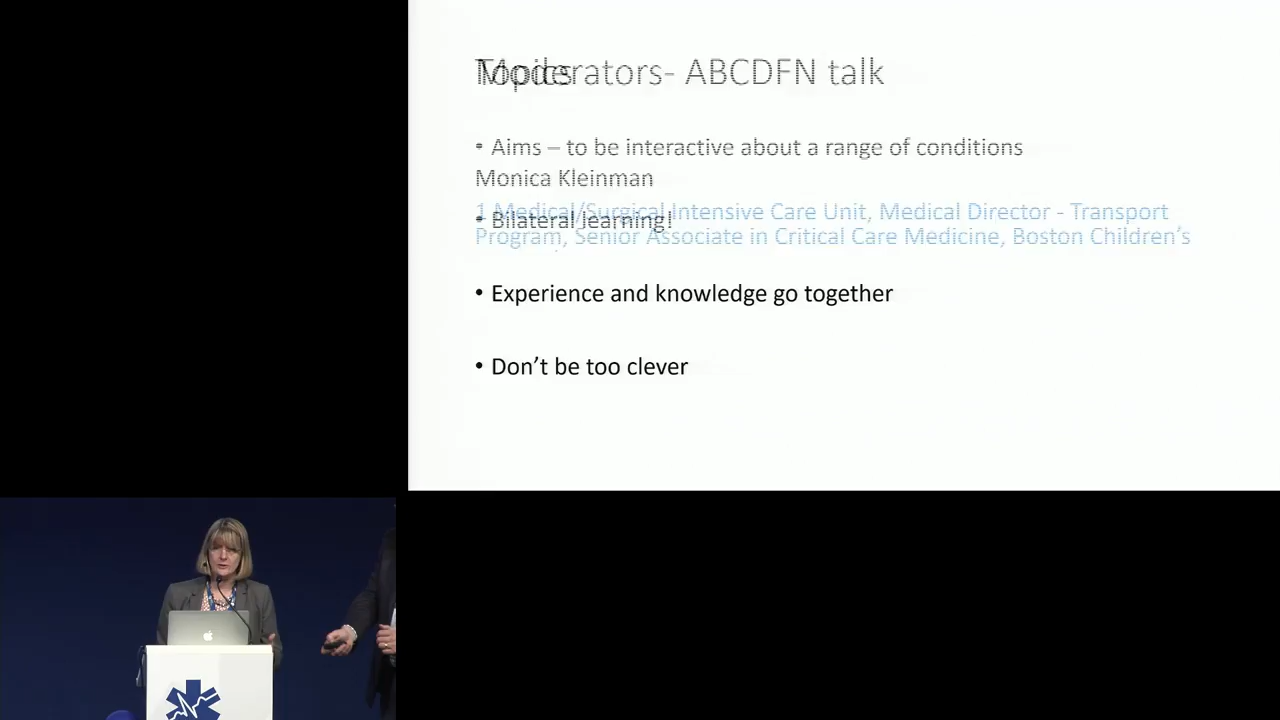 Topics
Moderators- ABCDFN talk
• Aims – to be interactive about a range of conditions
Monica Kleinman
1 Medical/Surgical Intensive Care Unit, Medical Director - Transport
• Bilateral learning!
Program, Senior Associate in Critical Care Medicine, Boston Children’s
• Experience and knowledge go together
• Don’t be too clever